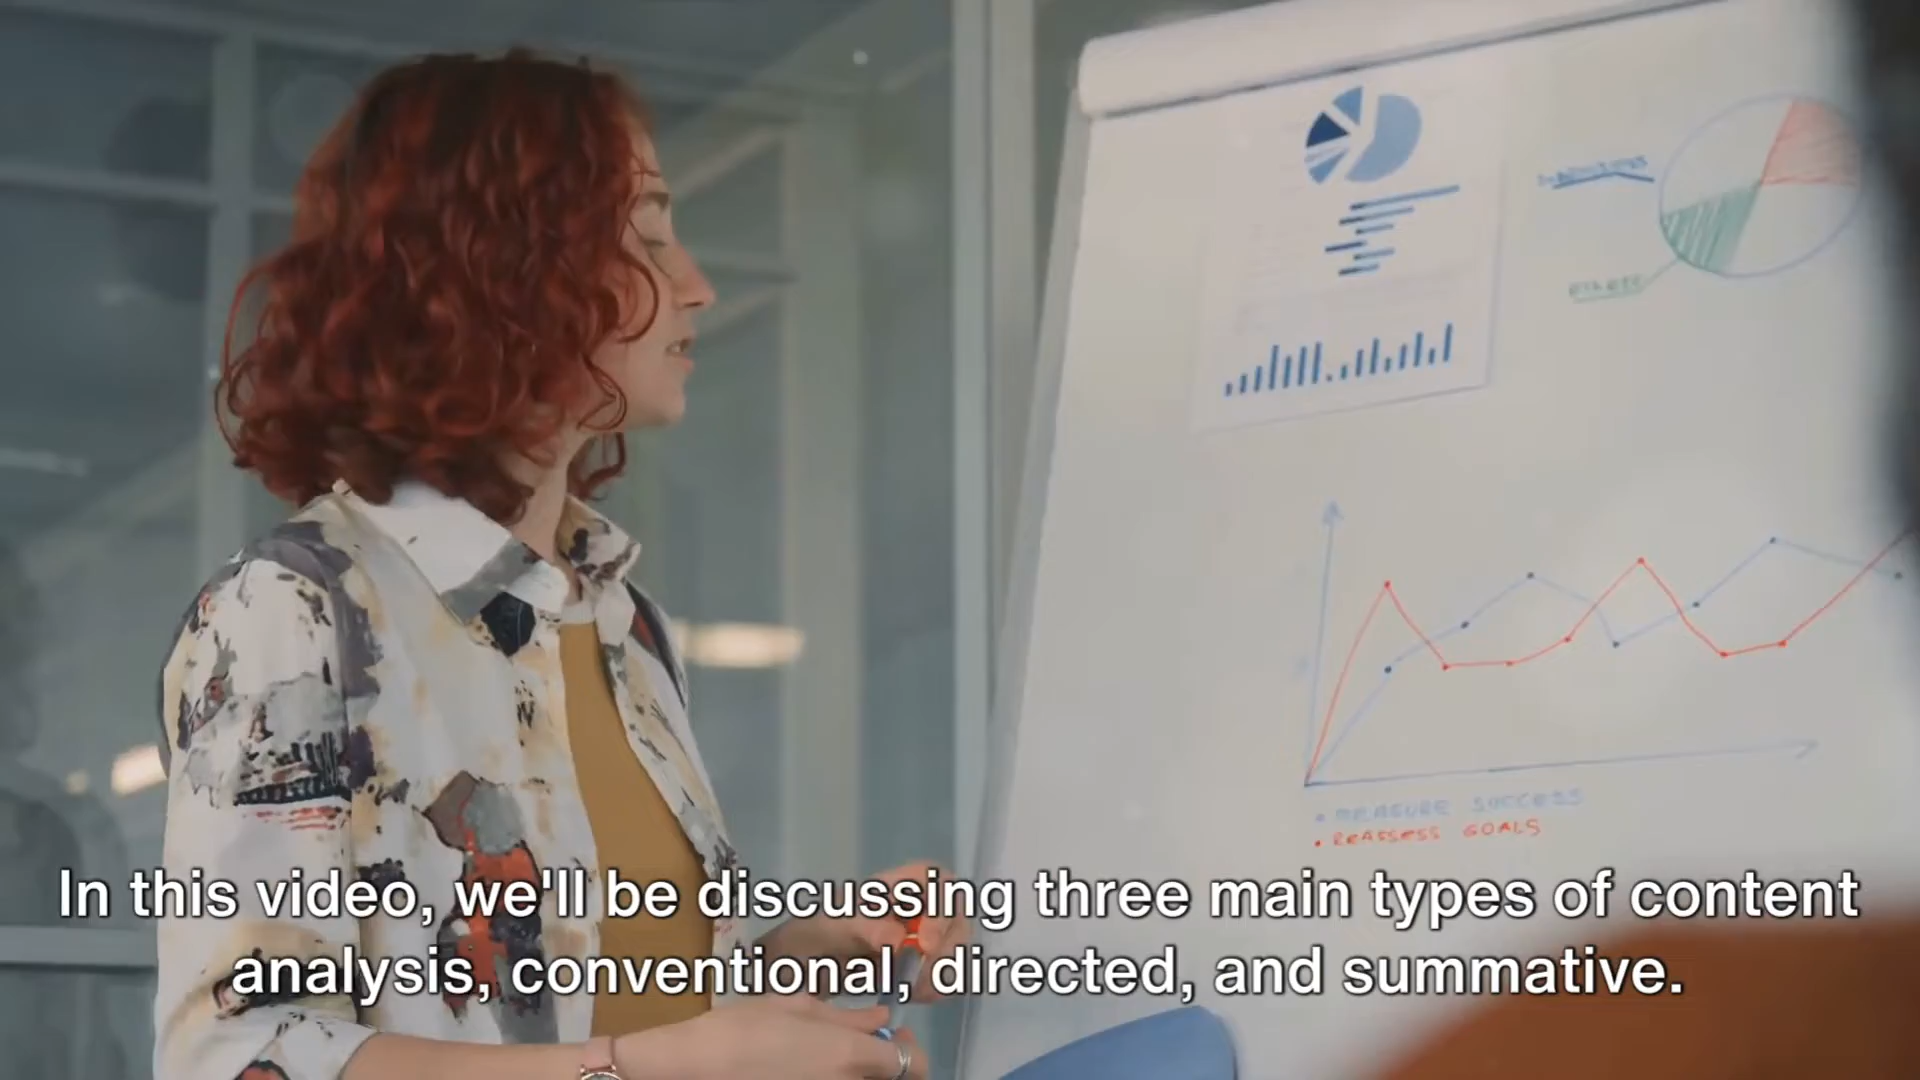 • MEASURE SUCCESS
• REASSESS GOALS
In this video, we'll be discussing three main types of content
analysis, conventional, directed, and summative.